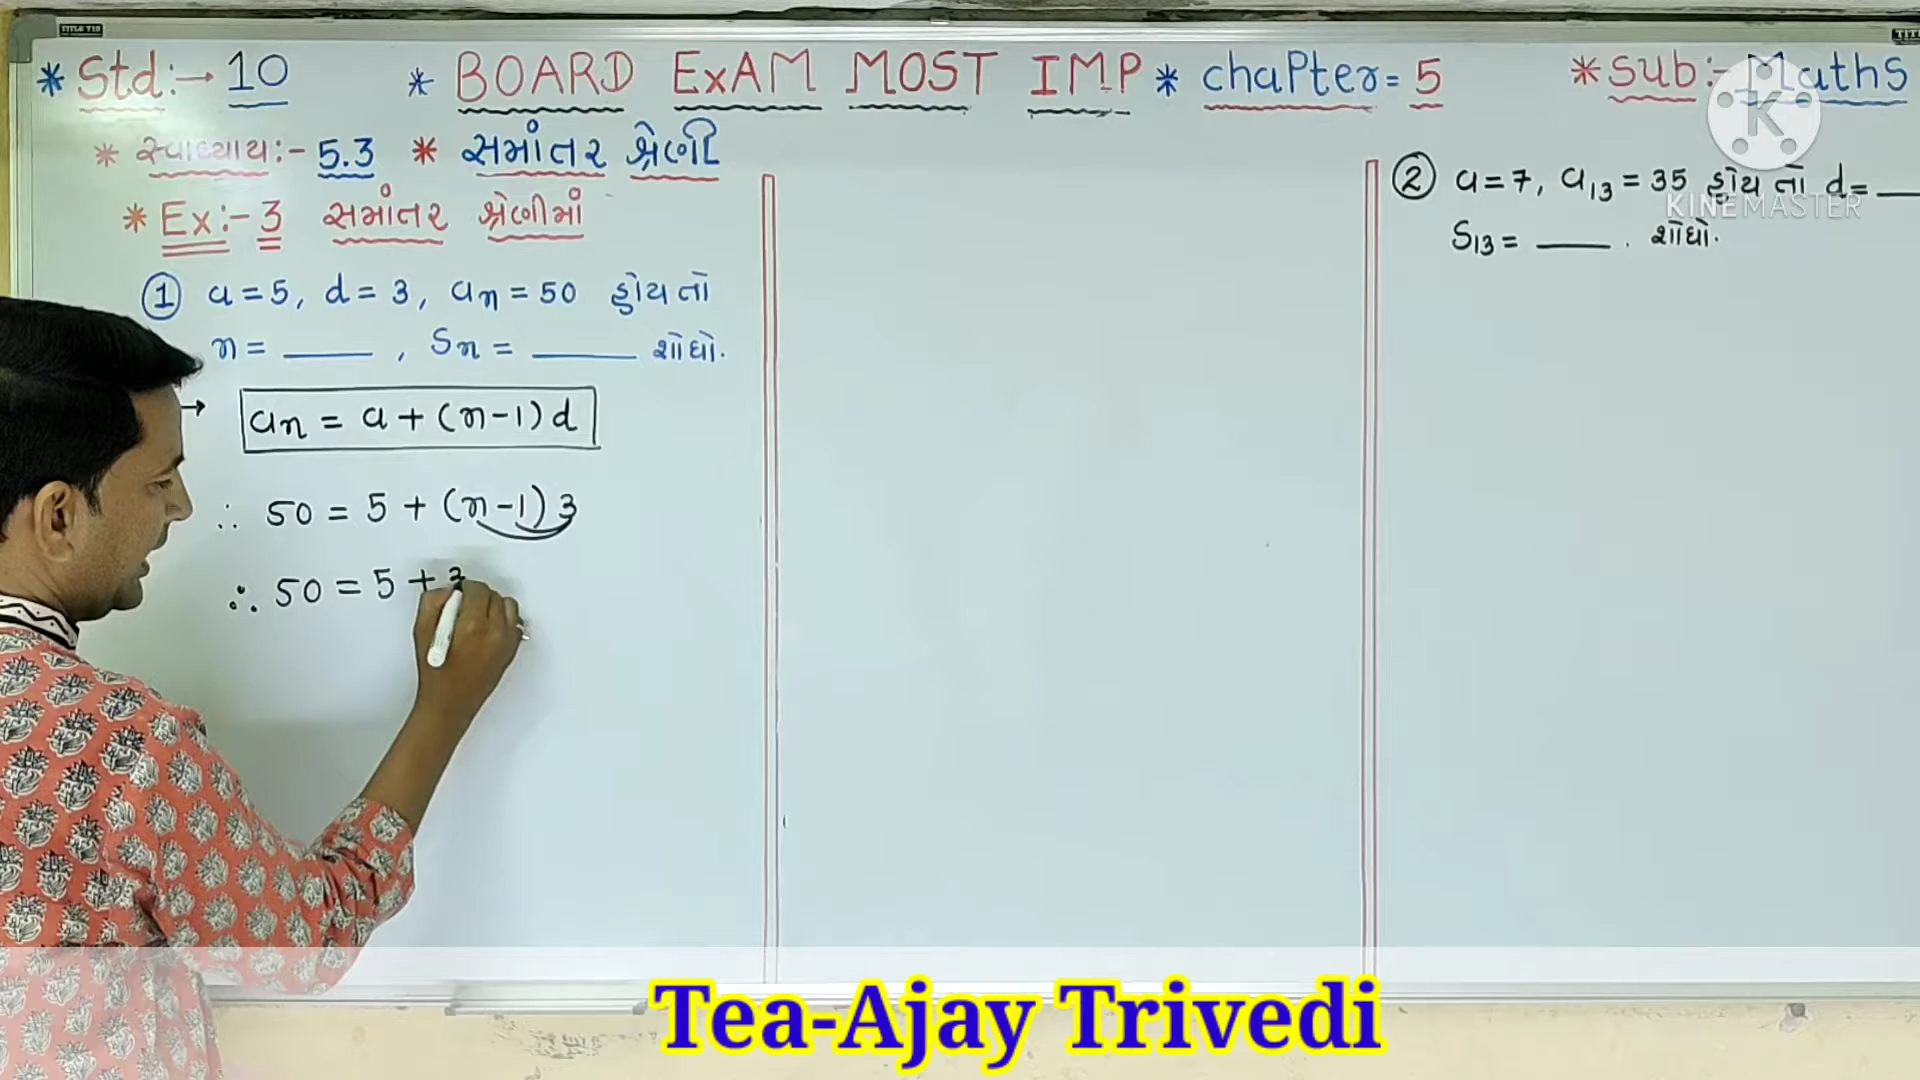 * Std:→ 10 * BOARD ExAM MOST IMP * chapter = 5 * Sub:- Maths
* સ્વાધ્યાય:- 5.3 * સમાંતર શ્રેણી
* Ex:- 3 સમાંતર શ્રેણીમાં
① a = 5, d = 3, an = 50 હોય તો
n = ____ , Sn = ____ શોધો.
→ an = a + (n-1) d
∴ 50 = 5 + (n-1) 3
∴ 50 = 5 + 3
② a = 7, a13 = 35 હોય તો d = ___
S13 = ____ . શોધો.
KINEMASTER
Tea-Ajay Trivedi